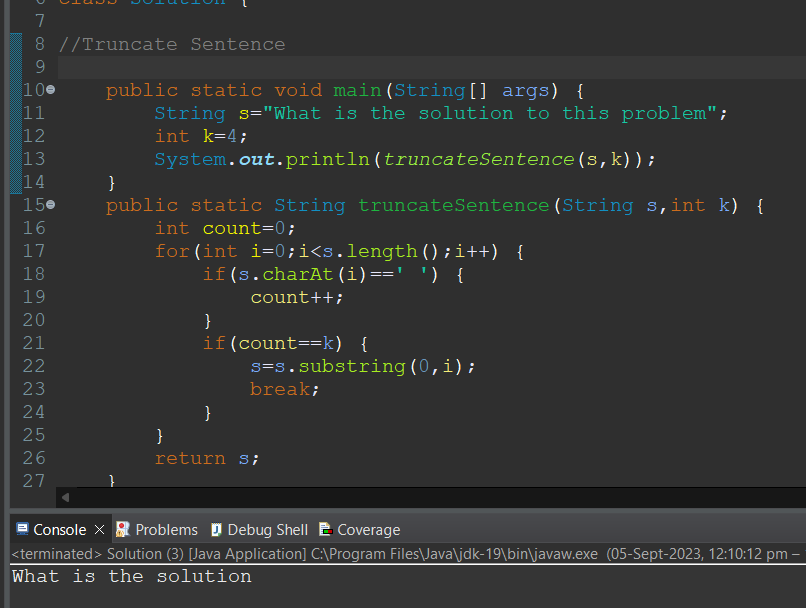 6 class Solution {
7
8 //Truncate Sentence
9
10 public static void main(String[] args) {
11 String s="What is the solution to this problem";
12 int k=4;
13 System.out.println(truncateSentence(s,k));
14 }
15 public static String truncateSentence(String s,int k) {
16 int count=0;
17 for(int i=0;i<s.length();i++) {
18 if(s.charAt(i)==' ') {
19 count++;
20 }
21 if(count==k) {
22 s=s.substring(0,i);
23 break;
24 }
25 }
26 return s;
27 }
Console Problems Debug Shell Coverage
<terminated> Solution (3) [Java Application] C:\Program Files\Java\jdk-19\bin\javaw.exe (05-Sept-2023, 12:10:12 pm –
What is the solution